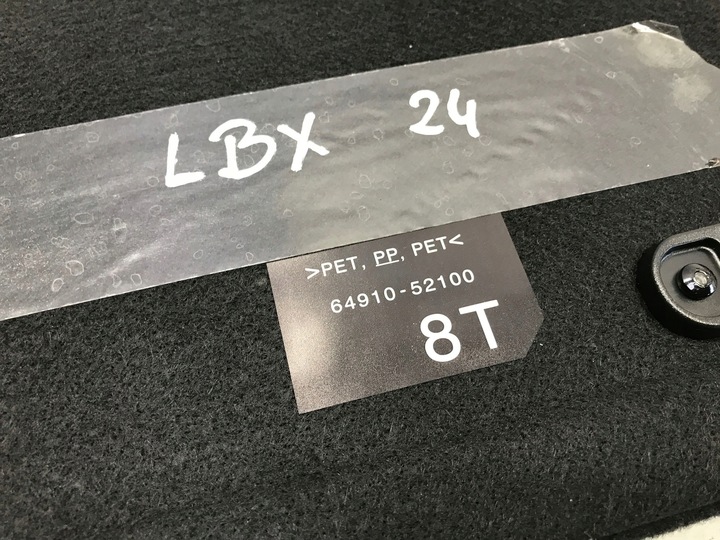 LBX 24
>PET, PP, PET<
64910-52100
8T